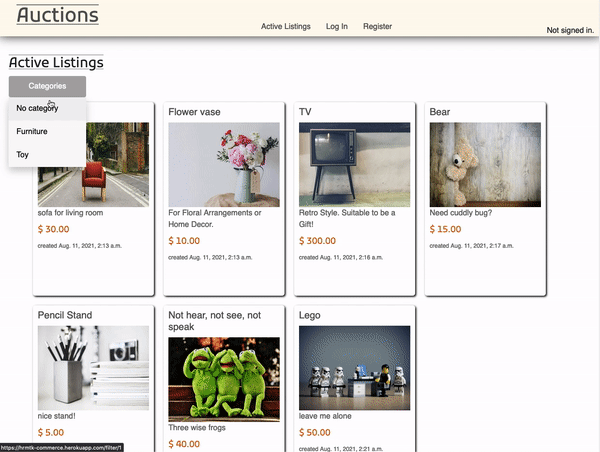 Auctions
Active Listings
Log In
Register
Not signed in.
Active Listings
Categories
No category
Furniture
Toy
sofa for living room
$ 30.00
created Aug. 11, 2021, 2:13 a.m.
Flower vase
For Floral Arrangements or
Home Decor.
$ 10.00
created Aug. 11, 2021, 2:13 a.m.
TV
Retro Style. Suitable to be a
Gift!
$ 300.00
created Aug. 11, 2021, 2:16 a.m.
Bear
Need cuddly bug?
$ 15.00
created Aug. 11, 2021, 2:17 a.m.
Pencil Stand
nice stand!
$ 5.00
Not hear, not see, not
speak
Three wise frogs
$ 40.00
Lego
leave me alone
$ 50.00
created Aug. 11, 2021, 2:21 a.m.
https://hrmtk-commerce.herokuapp.com/filter/1